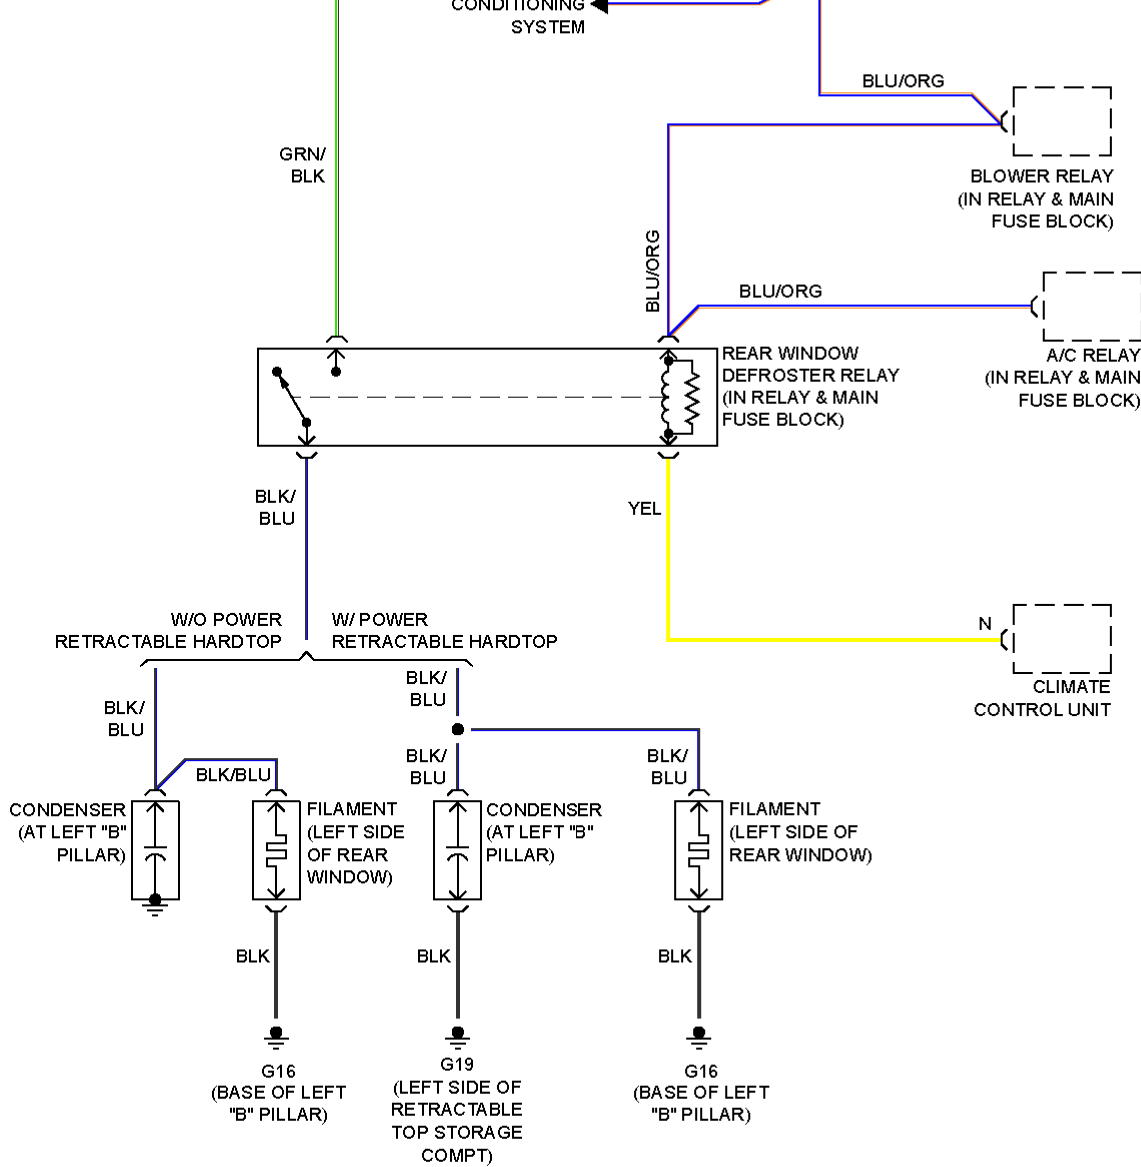 CONDITIONING
SYSTEM
BLU/ORG
GRN/
BLK
BLOWER RELAY
(IN RELAY & MAIN
FUSE BLOCK)
BLU/ORG
BLU/ORG
REAR WINDOW
DEFROSTER RELAY
(IN RELAY & MAIN
FUSE BLOCK)
A/C RELAY
(IN RELAY & MAIN
FUSE BLOCK)
BLK/
BLU
YEL
W/O POWER
RETRACTABLE HARDTOP
W/ POWER
RETRACTABLE HARDTOP
N
CLIMATE
CONTROL UNIT
BLK/
BLU
BLK/
BLU
BLK/BLU
BLK/
BLU
BLK/
BLU
CONDENSER
(AT LEFT "B"
PILLAR)
FILAMENT
(LEFT SIDE
OF REAR
WINDOW)
CONDENSER
(AT LEFT "B"
PILLAR)
FILAMENT
(LEFT SIDE OF
REAR WINDOW)
BLK
BLK
BLK
G16
(BASE OF LEFT
"B" PILLAR)
G19
(LEFT SIDE OF
RETRACTABLE
TOP STORAGE
COMPT)
G16
(BASE OF LEFT
"B" PILLAR)